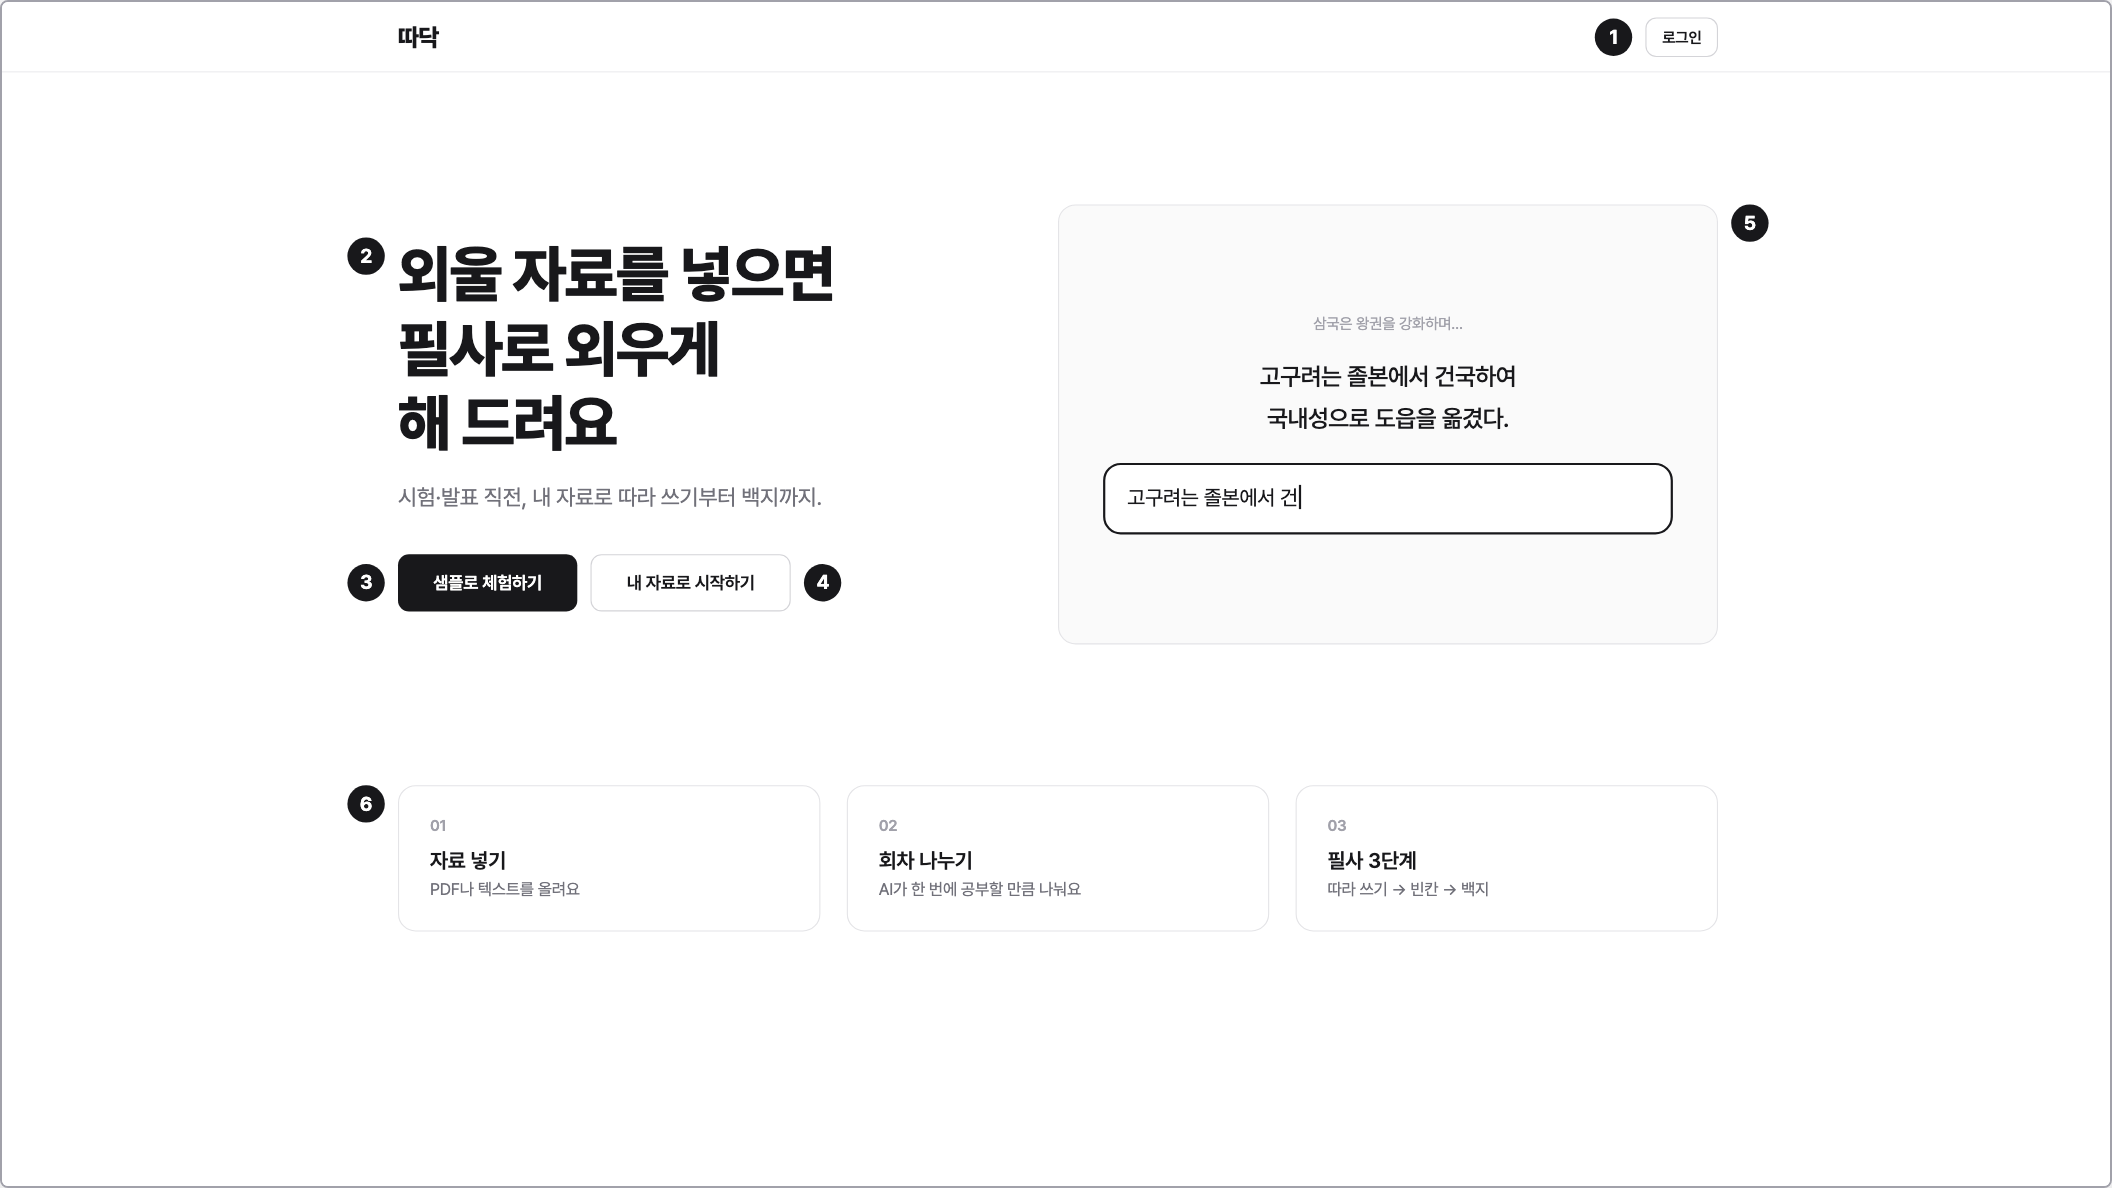 따닥
1
로그인
2
외울 자료를 넣으면
필사로 외우게
해 드려요
시험·발표 직전, 내 자료로 따라 쓰기부터 백지까지.
3
샘플로 체험하기
내 자료로 시작하기
4
5
삼국은 왕권을 강화하며...
고구려는 졸본에서 건국하여
국내성으로 도읍을 옮겼다.
고구려는 졸본에서 건
6
01
자료 넣기
PDF나 텍스트를 올려요
02
회차 나누기
AI가 한 번에 공부할 만큼 나눠요
03
필사 3단계
따라 쓰기 → 빈칸 → 백지